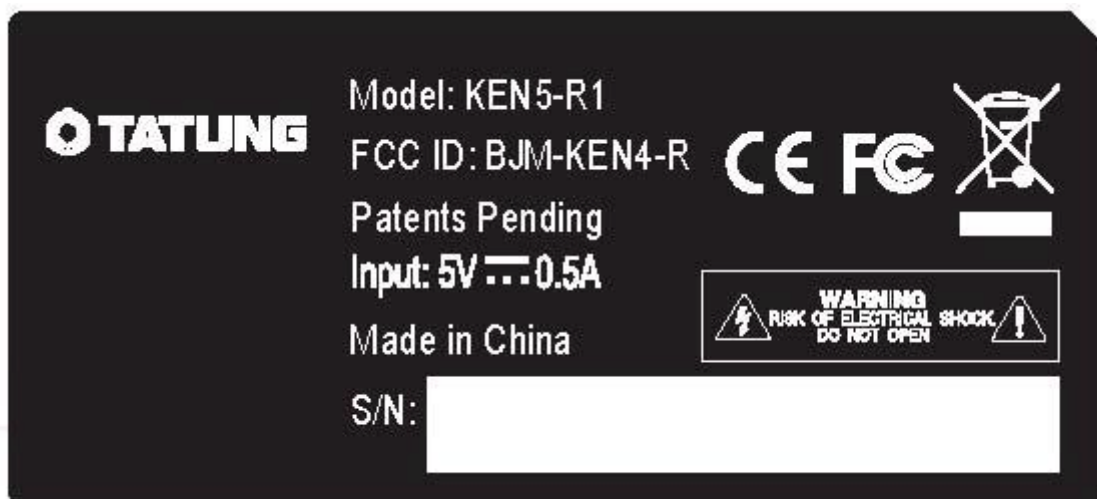 TATUNG
Model: KEN5-R1
FCC ID: BJM-KEN4-R
Patents Pending
Input: 5V ⎓ 0.5A
Made in China
S/N:
CE FC
WARNING
RISK OF ELECTRICAL SHOCK
DO NOT OPEN